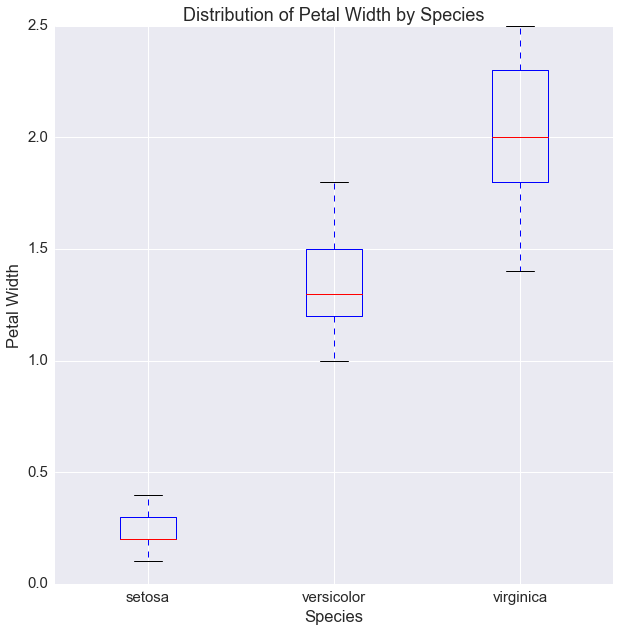 Distribution of Petal Width by Species
2.5
2.0
1.5
1.0
0.5
0.0
Petal Width
setosa versicolor virginica
Species